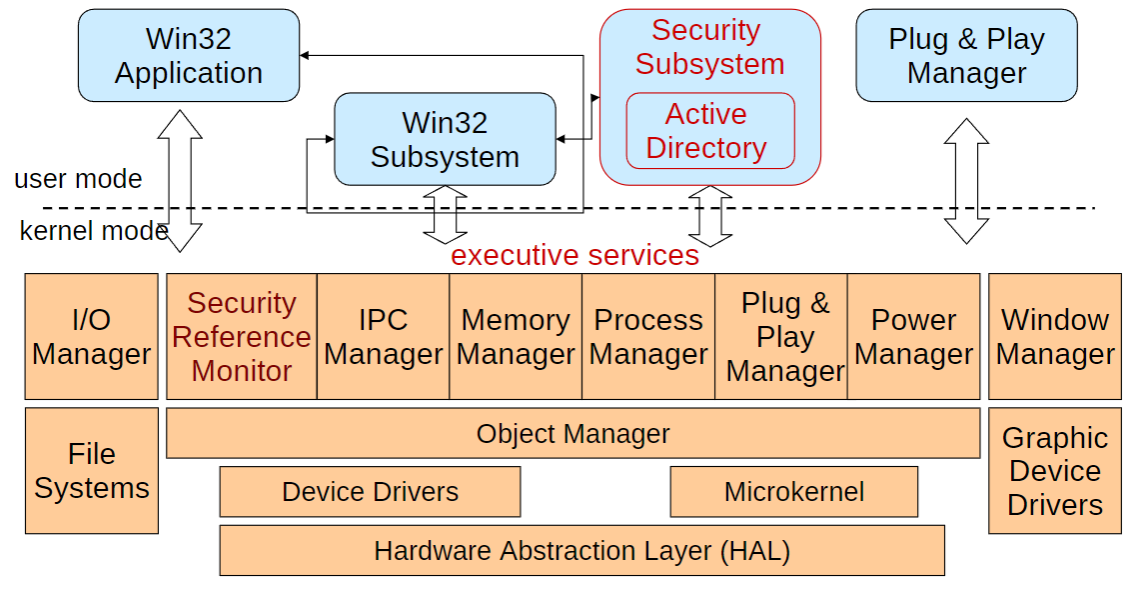 Win32
Application
Win32
Subsystem
Security
Subsystem
Active
Directory
Plug & Play
Manager
user mode
kernel mode
executive services
I/O
Manager
Security
Reference
Monitor
IPC
Manager
Memory
Manager
Process
Manager
Plug &
Play
Manager
Power
Manager
Window
Manager
File
Systems
Object Manager
Graphic
Device
Drivers
Device Drivers
Microkernel
Hardware Abstraction Layer (HAL)